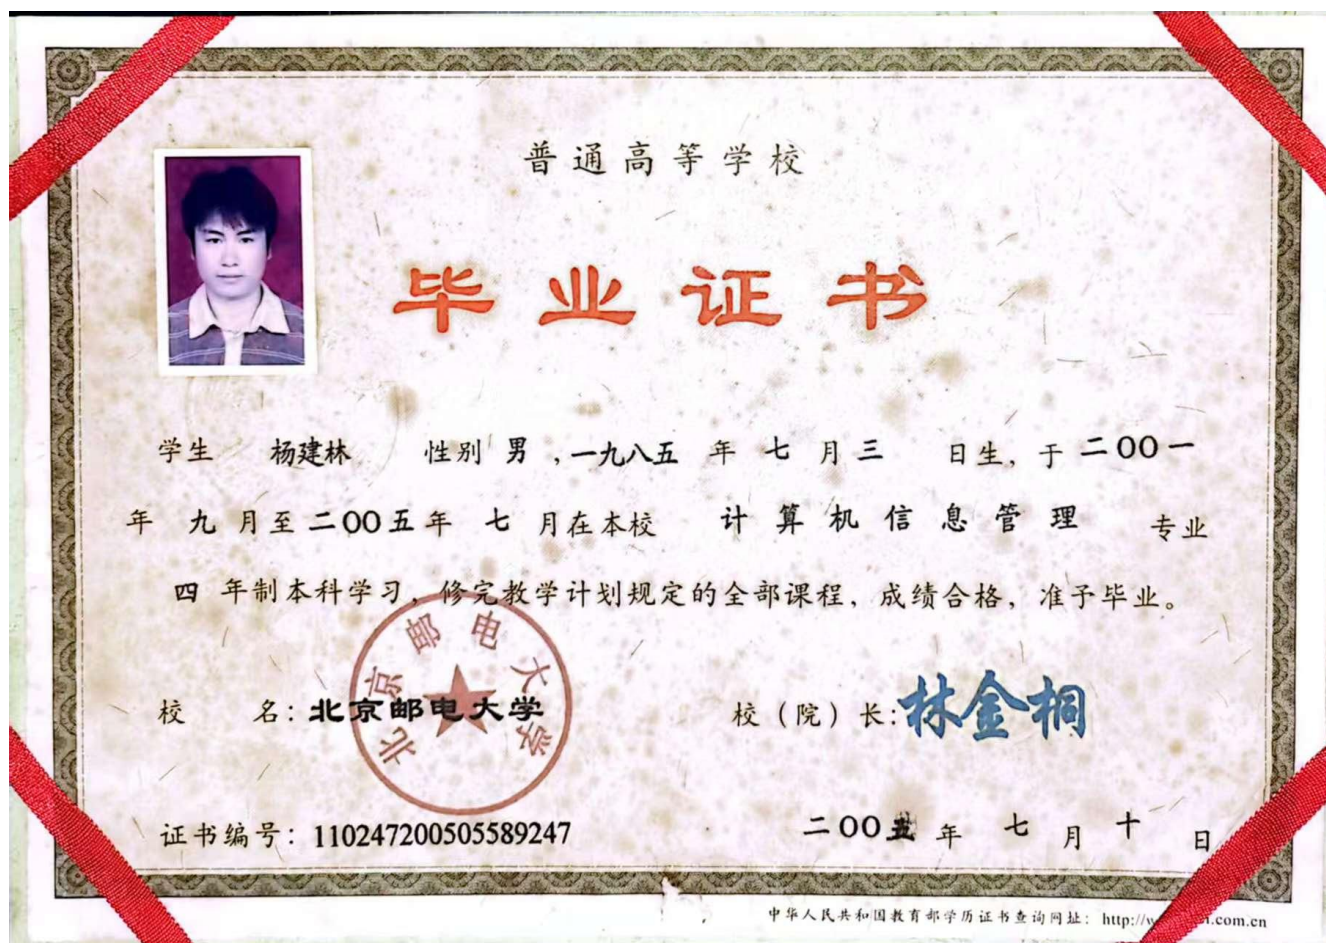 普通高等学校
毕业证书
学生 杨建林 性别 男 ,一九八五 年 七 月 三 日生, 于 二00一
年 九 月至 二00五 年 七 月在本校 计算机信息管理 专业
四 年制本科学习, 修完教学计划规定的全部课程, 成绩合格, 准予毕业。
北京邮电大学
校 名: 北京邮电大学 校 (院) 长: 林金桐
证书编号: 110247200505589247 二00五 年 七 月 十 日
中华人民共和国教育部学历证书查询网址: http://w .com.cn